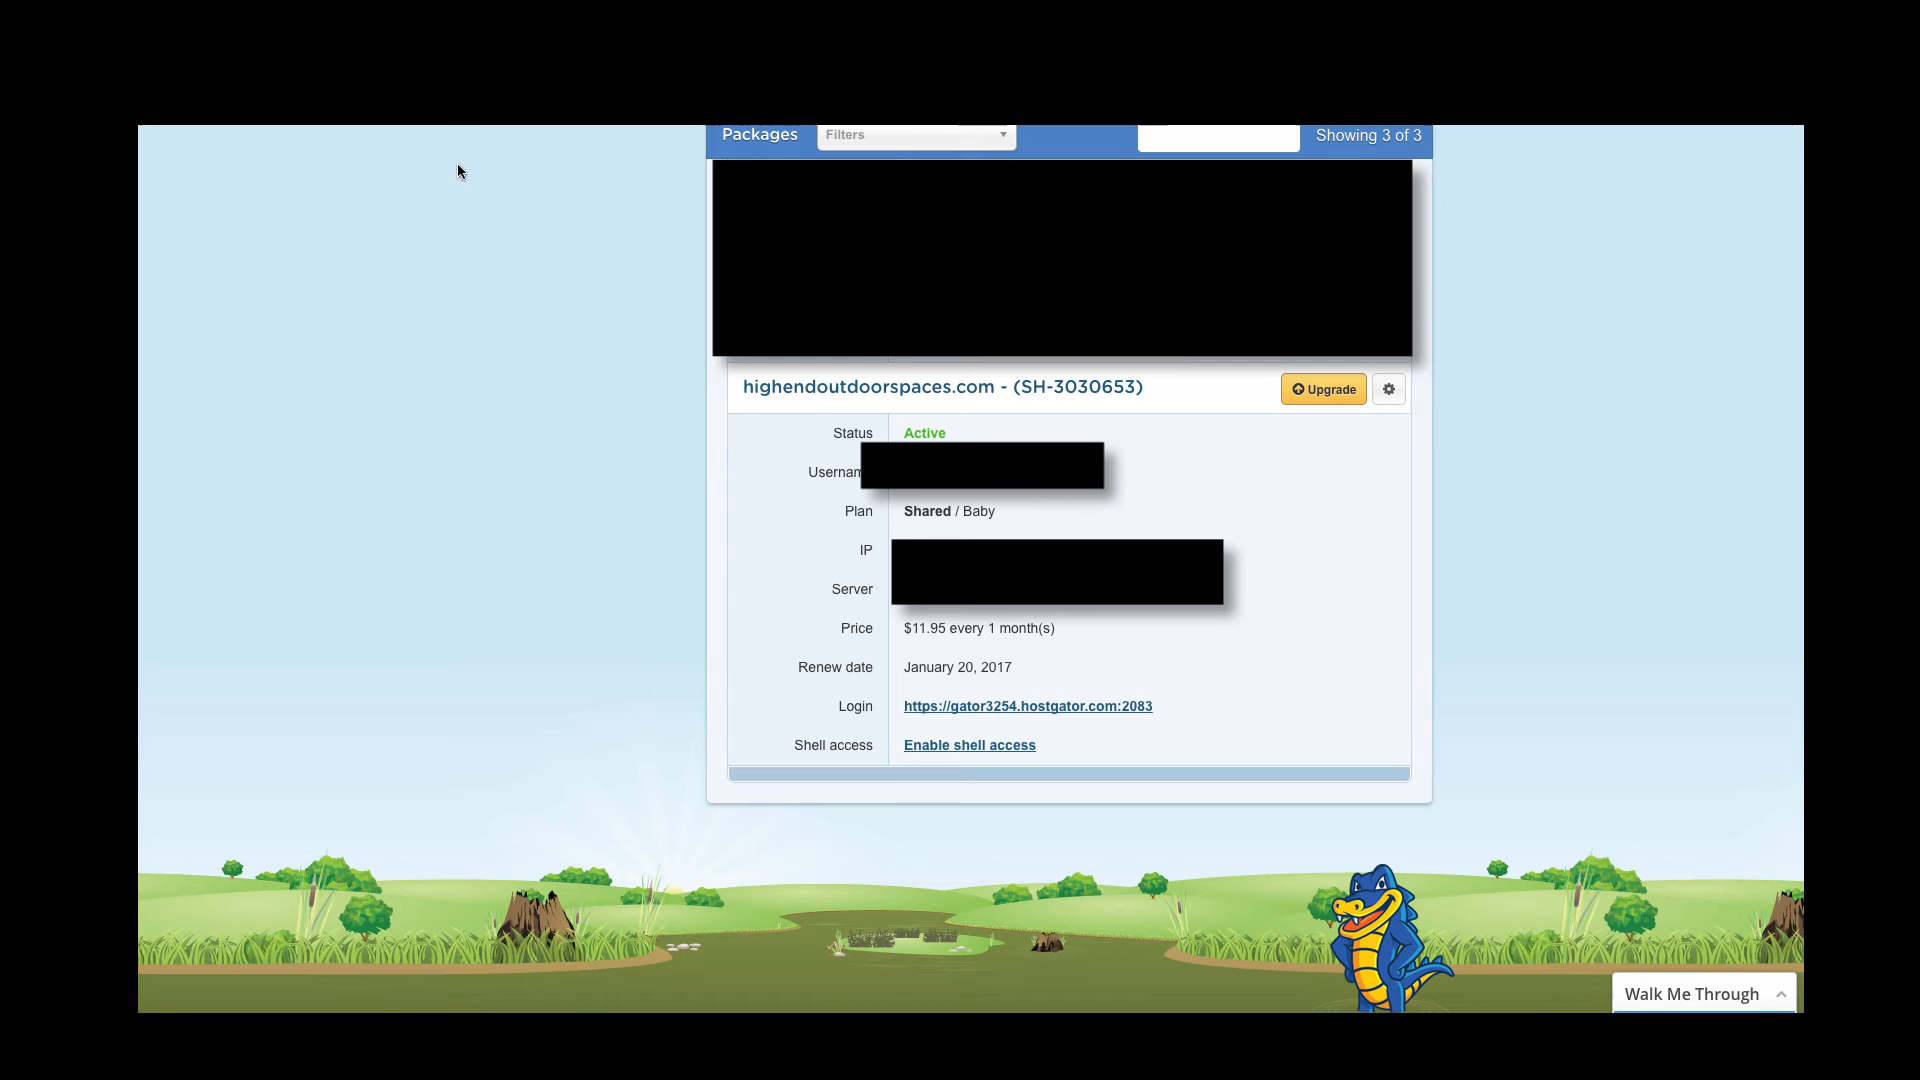 Packages Filters Showing 3 of 3
highendoutdoorspaces.com - (SH-3030653) Upgrade
Status Active
Plan Shared / Baby
IP
Server
Price $11.95 every 1 month(s)
Renew date January 20, 2017
Login https://gator3254.hostgator.com:2083
Shell access Enable shell access
Walk Me Through